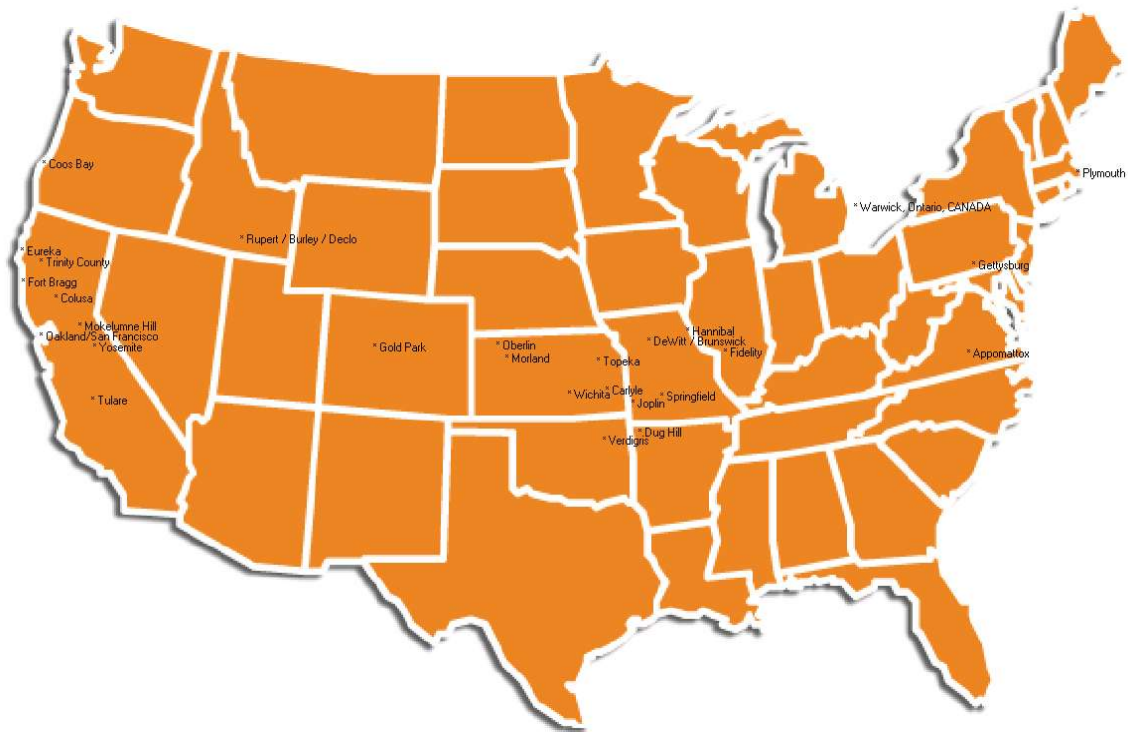 Coos Bay
Plymouth
Warwick, Ontario, CANADA
Rupert / Burley / Declo
Eureka
Trinity County
Gettysburg
Fort Bragg
Colusa
Mokelumne Hill
Hannibal
Oakland/San Francisco
DeWitt / Brunswick
Yosemite
Gold Park
Oberlin
Fidelity
Appomattox
Morland
Topeka
Wichita
Carlyle
Springfield
Tulare
Joplin
Dug Hill
Verdigris